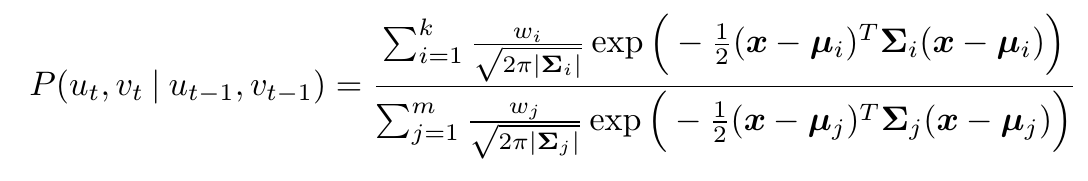 $P(u_t, v_t \mid u_{t-1}, v_{t-1}) = \frac{\sum_{i=1}^{k} \frac{w_i}{\sqrt{2\pi|\boldsymbol{\Sigma}_i|}} \exp\Big(-\frac{1}{2}(\boldsymbol{x}-\boldsymbol{\mu}_i)^T \boldsymbol{\Sigma}_i (\boldsymbol{x}-\boldsymbol{\mu}_i)\Big)}{\sum_{j=1}^{m} \frac{w_j}{\sqrt{2\pi|\boldsymbol{\Sigma}_j|}} \exp\Big(-\frac{1}{2}(\boldsymbol{x}-\boldsymbol{\mu}_j)^T \boldsymbol{\Sigma}_j (\boldsymbol{x}-\boldsymbol{\mu}_j)\Big)}$